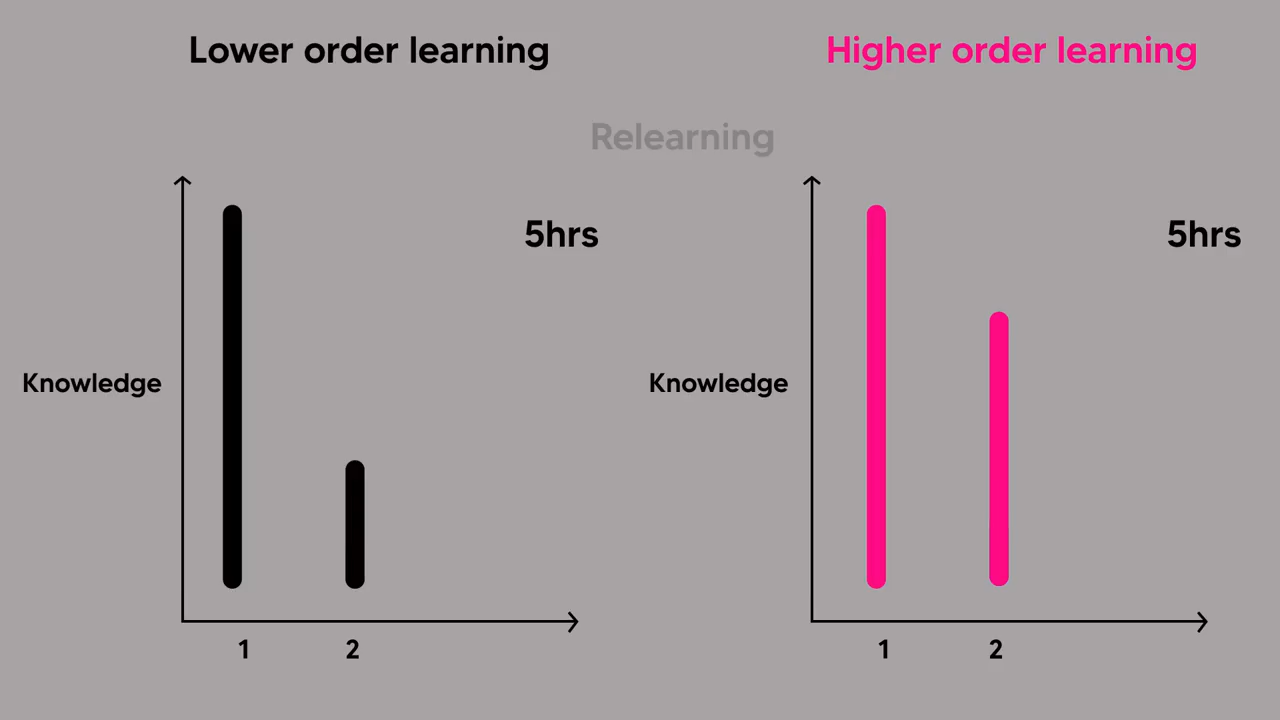 Lower order learning
Higher order learning
Relearning
5hrs
5hrs
Knowledge
Knowledge
1
2
1
2